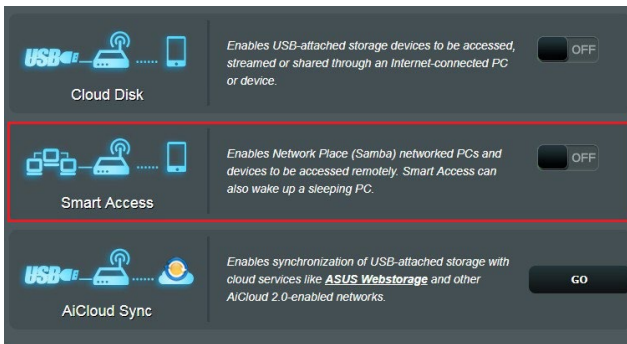 Enables USB-attached storage devices to be accessed,
streamed or shared through an Internet-connected PC
or device.
OFF
USB
Cloud Disk
Enables Network Place (Samba) networked PCs and
devices to be accessed remotely. Smart Access can
also wake up a sleeping PC.
OFF
Smart Access
Enables synchronization of USB-attached storage with
cloud services like ASUS Webstorage and other
AiCloud 2.0-enabled networks.
GO
USB
AiCloud Sync